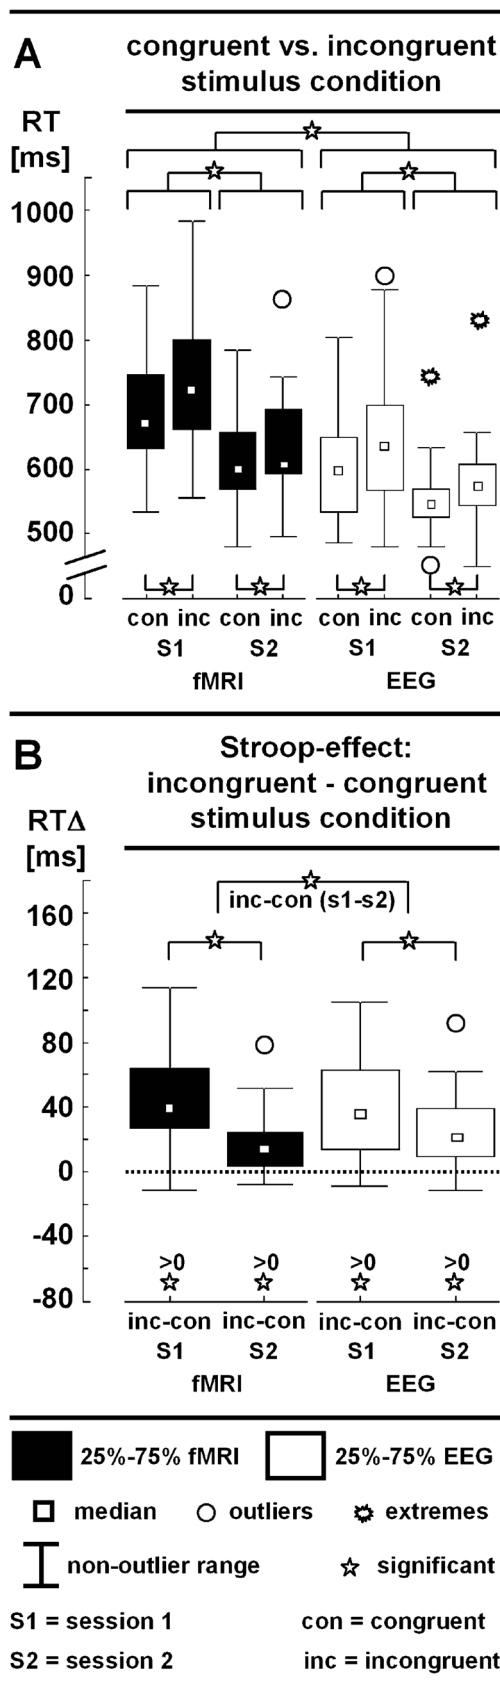 A
congruent vs. incongruent
stimulus condition
RT
[ms]
1000
900
800
700
600
500
0
con inc con inc con inc con inc
S1 S2 S1 S2
fMRI EEG
B
Stroop-effect:
incongruent - congruent
stimulus condition
RTΔ
[ms]
inc-con (s1-s2)
160
120
80
40
0
-40
-80
>0 >0 >0 >0
inc-con inc-con inc-con inc-con
S1 S2 S1 S2
fMRI EEG
25%-75% fMRI 25%-75% EEG
median outliers extremes
non-outlier range significant
S1 = session 1 con = congruent
S2 = session 2 inc = incongruent